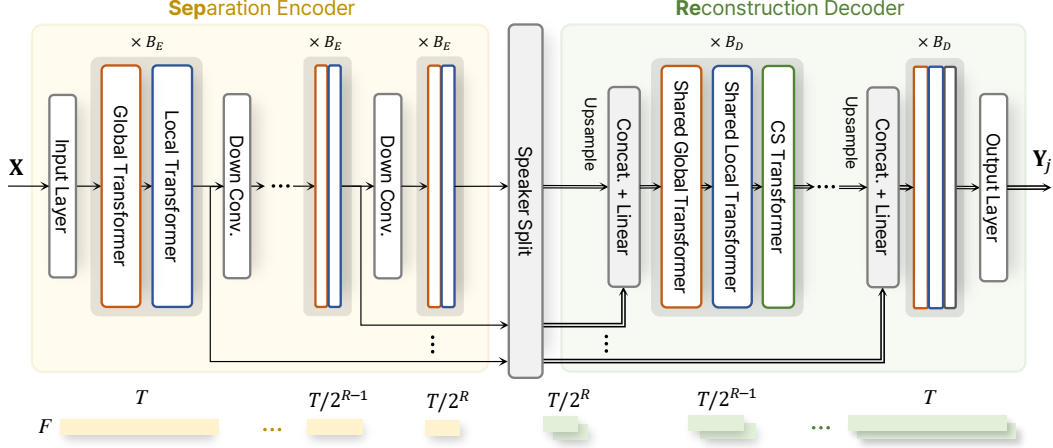 Separation Encoder
Reconstruction Decoder
× B_E
× B_E
× B_E
× B_D
× B_D
X
Input Layer
Global Transformer
Local Transformer
Down Conv.
...
Down Conv.
Speaker Split
Upsample
Concat. + Linear
Shared Global Transformer
Shared Local Transformer
CS Transformer
...
Upsample
Concat. + Linear
Output Layer
Y_j
...
...
T
T/2^{R−1}
T/2^R
T/2^R
T/2^{R−1}
T
F
...
...